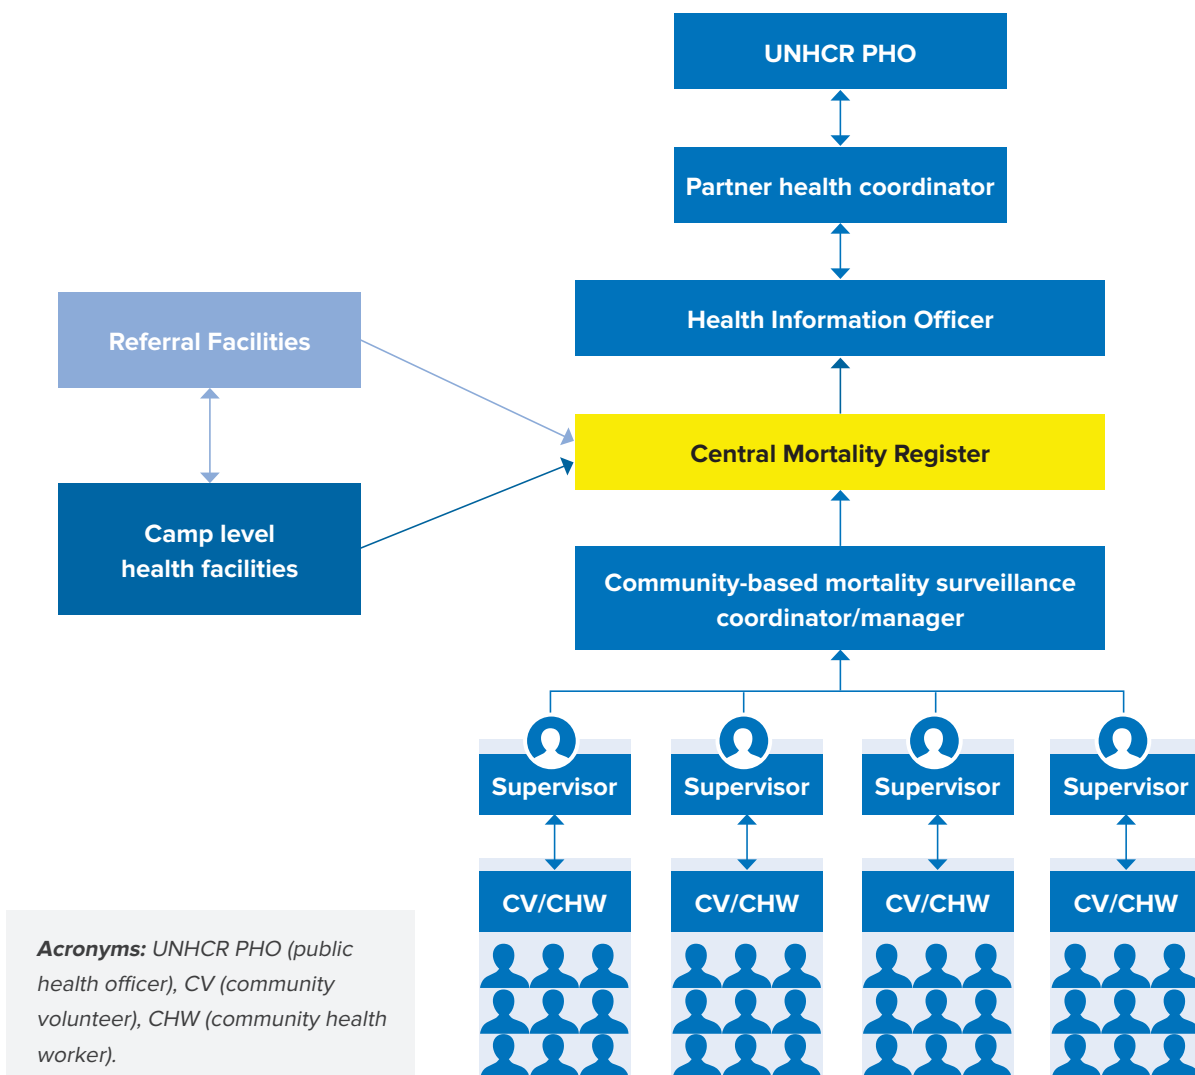 UNHCR PHO
Partner health coordinator
Health Information Officer
Referral Facilities
Central Mortality Register
Camp level
health facilities
Community-based mortality surveillance
coordinator/manager
Supervisor
Supervisor
Supervisor
Supervisor
CV/CHW
CV/CHW
CV/CHW
CV/CHW
Acronyms: UNHCR PHO (public
health officer), CV (community
volunteer), CHW (community health
worker).